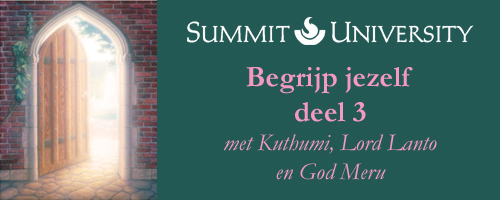 SUMMIT UNIVERSITY
Begrijp jezelf
deel 3
met Kuthumi, Lord Lanto
en God Meru